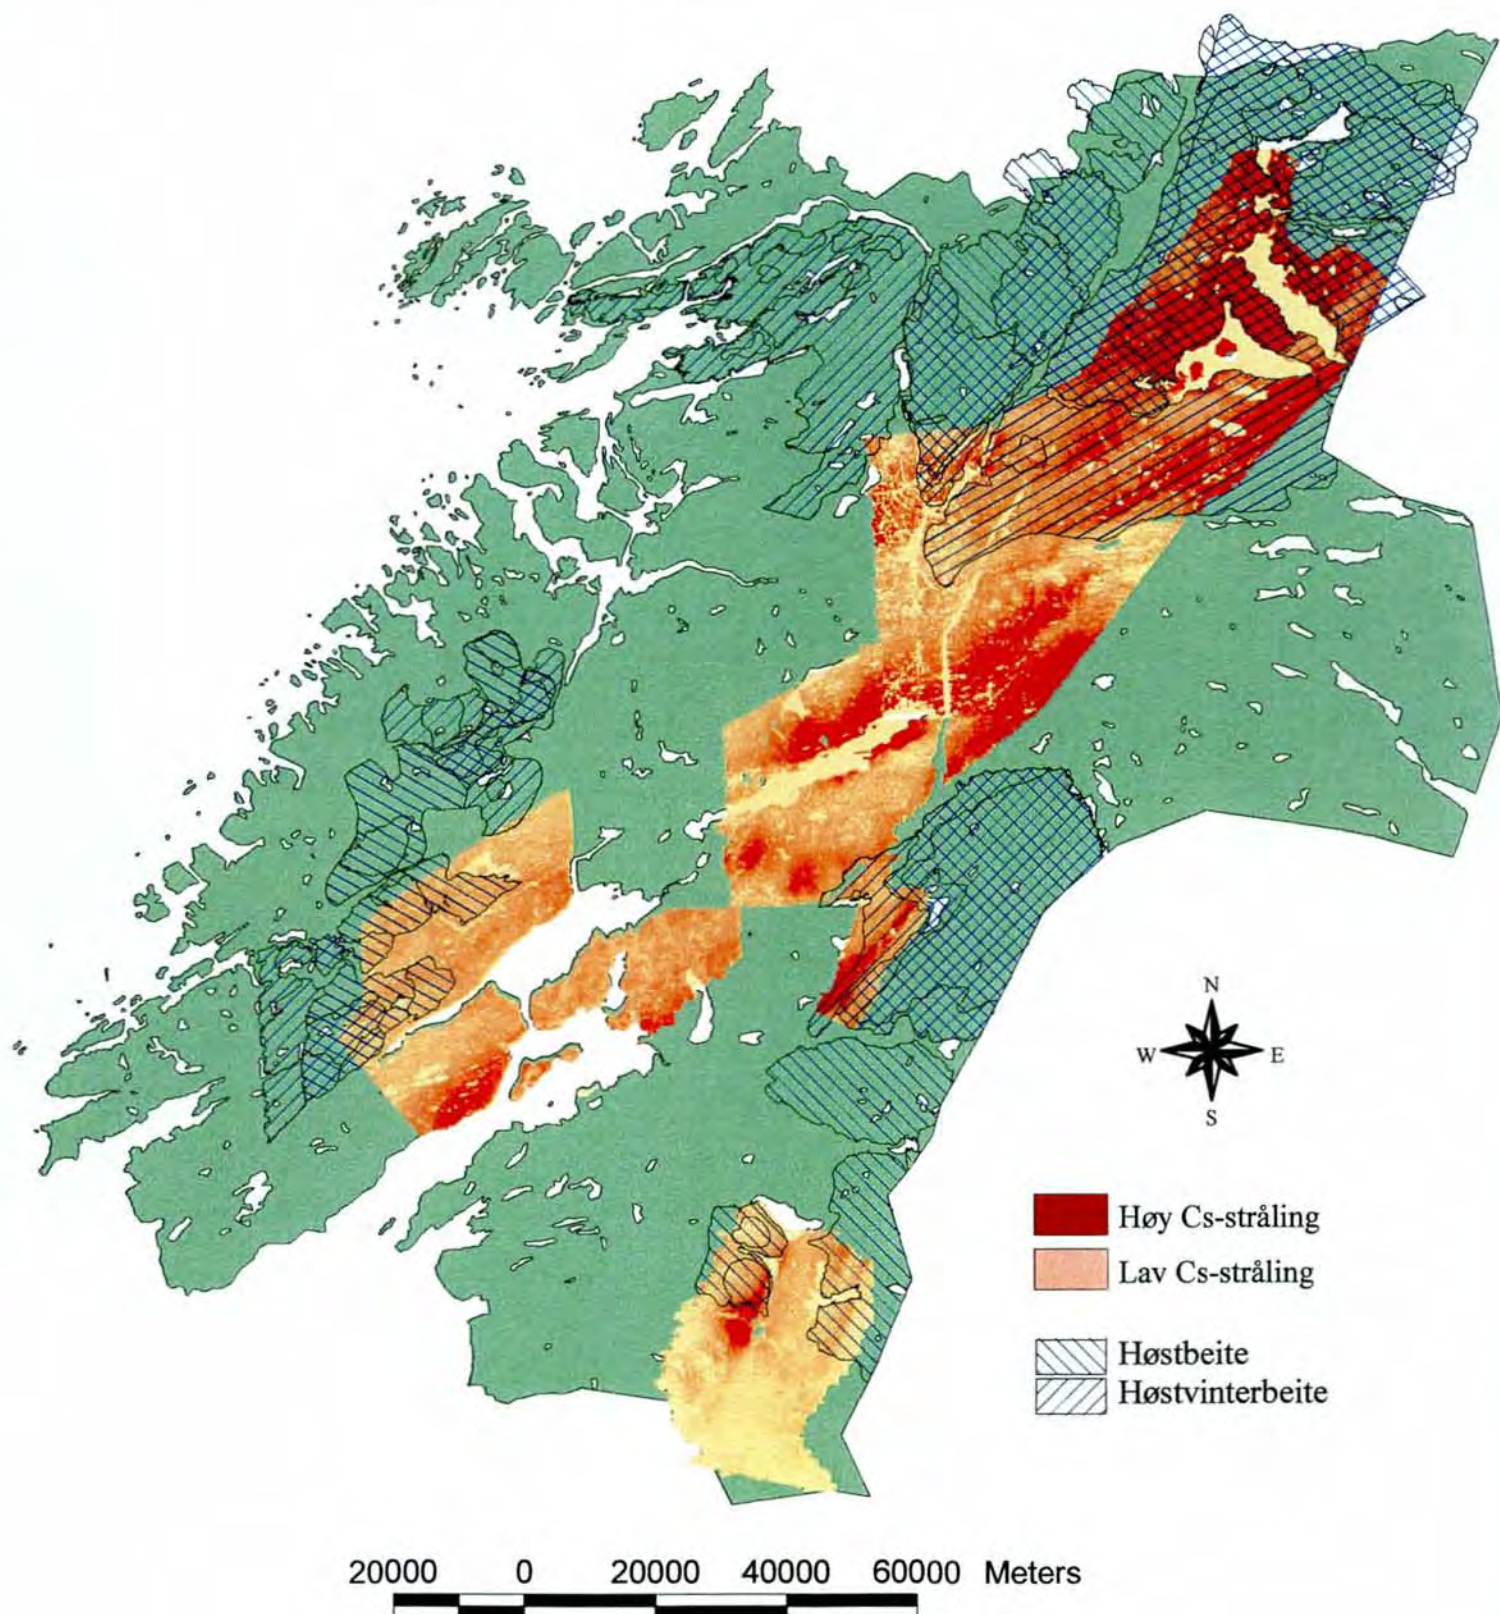 N
W E
S
Høy Cs-stråling
Lav Cs-stråling
Høstbeite
Høstvinterbeite
20000 0 20000 40000 60000 Meters